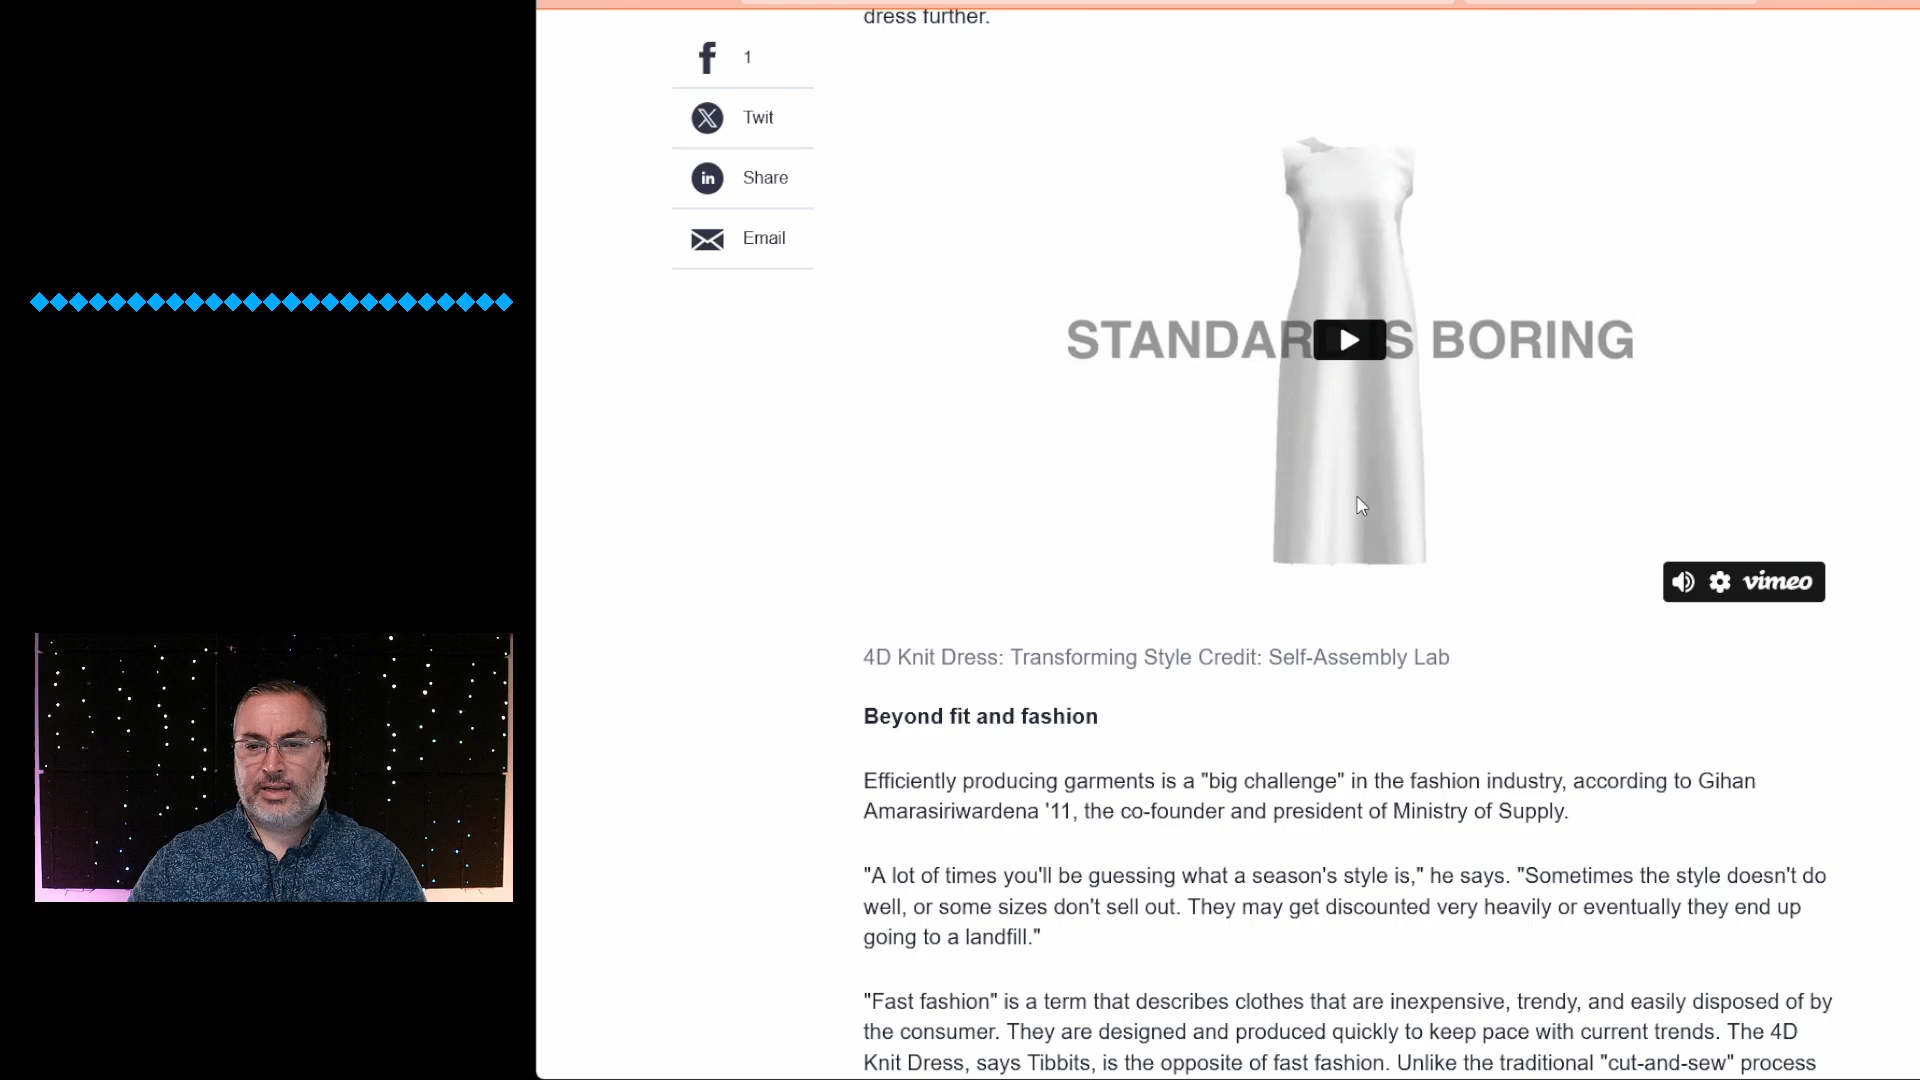 dress further.
1
Twit
Share
Email
STANDARD IS BORING
vimeo
4D Knit Dress: Transforming Style Credit: Self-Assembly Lab
Beyond fit and fashion
Efficiently producing garments is a "big challenge" in the fashion industry, according to Gihan
Amarasiriwardena '11, the co-founder and president of Ministry of Supply.
"A lot of times you'll be guessing what a season's style is," he says. "Sometimes the style doesn't do
well, or some sizes don't sell out. They may get discounted very heavily or eventually they end up
going to a landfill."
"Fast fashion" is a term that describes clothes that are inexpensive, trendy, and easily disposed of by
the consumer. They are designed and produced quickly to keep pace with current trends. The 4D
Knit Dress, says Tibbits, is the opposite of fast fashion. Unlike the traditional "cut-and-sew" process